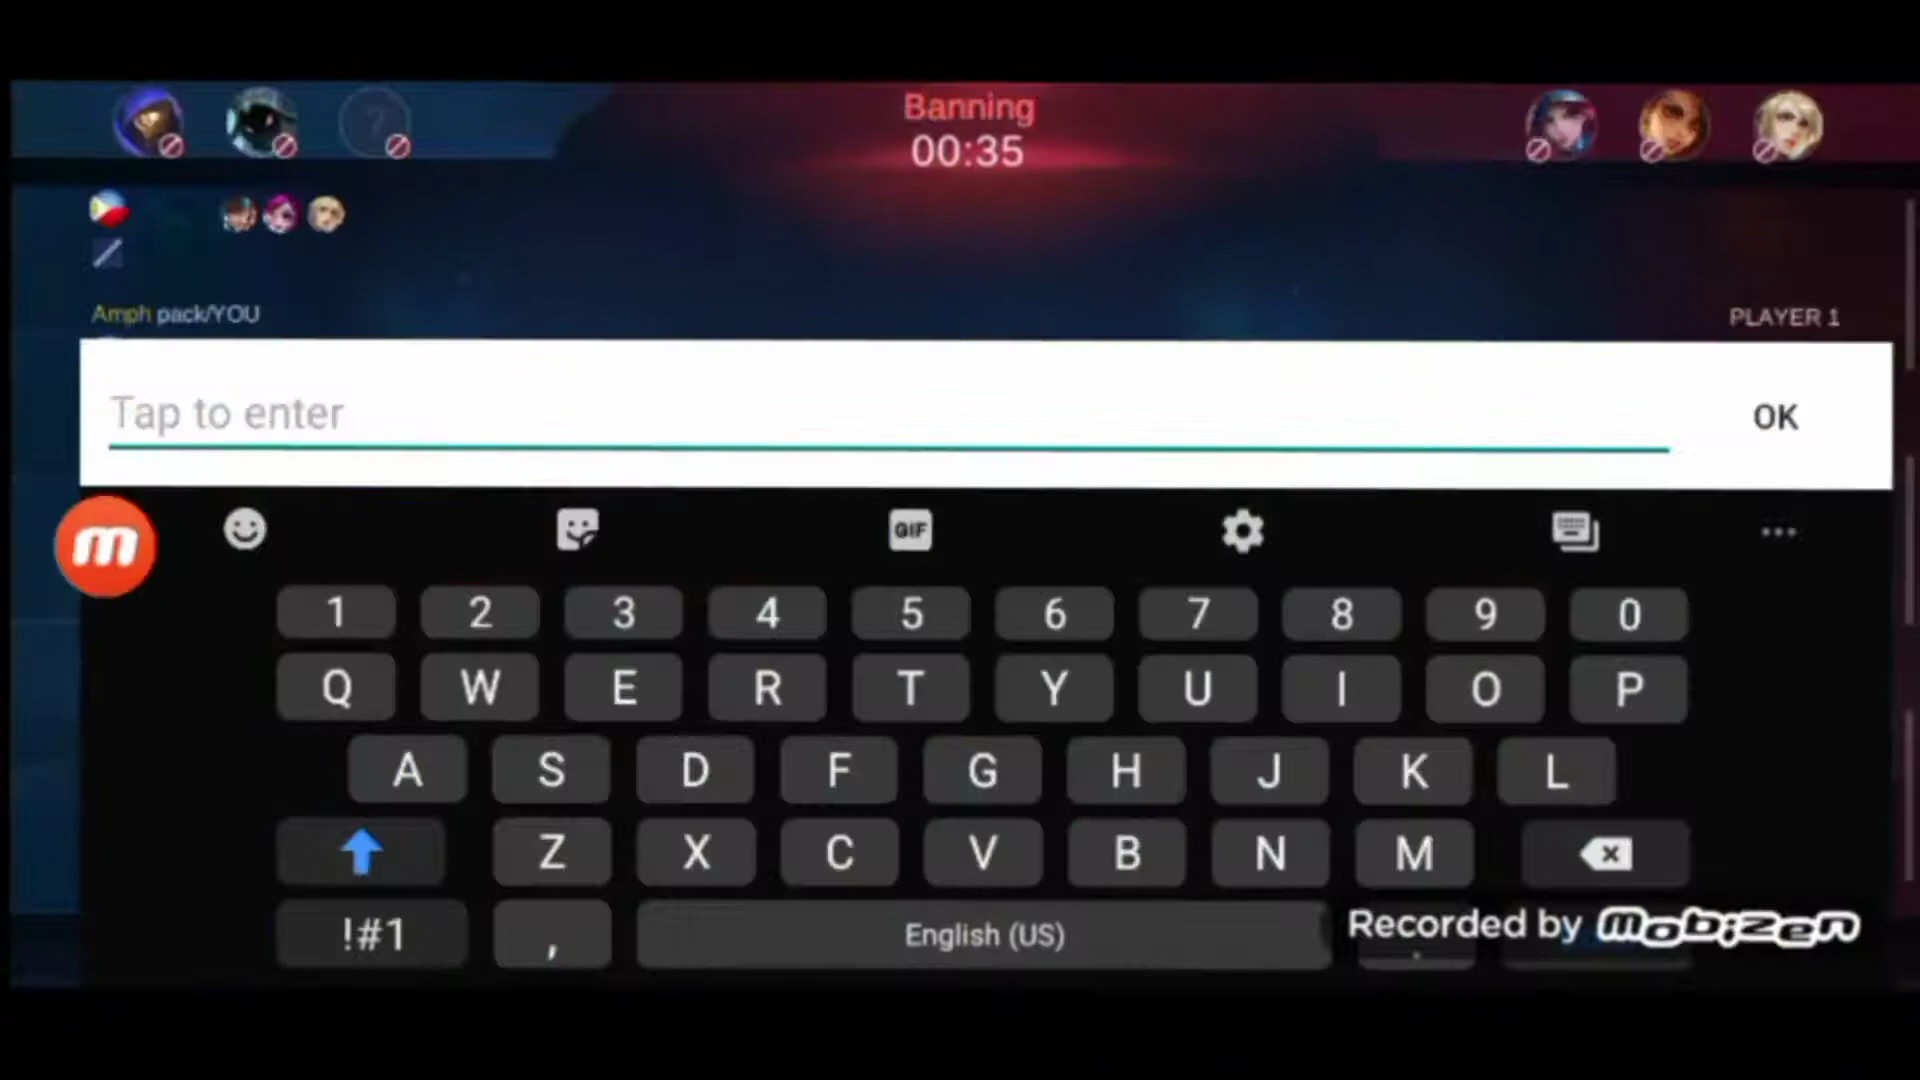 Banning
00:35
Amph pack/YOU
PLAYER 1
Tap to enter
OK
m
GIF
1 2 3 4 5 6 7 8 9 0
Q W E R T Y U I O P
A S D F G H J K L
Z X C V B N M
!#1 , English (US) .
Recorded by mobizen